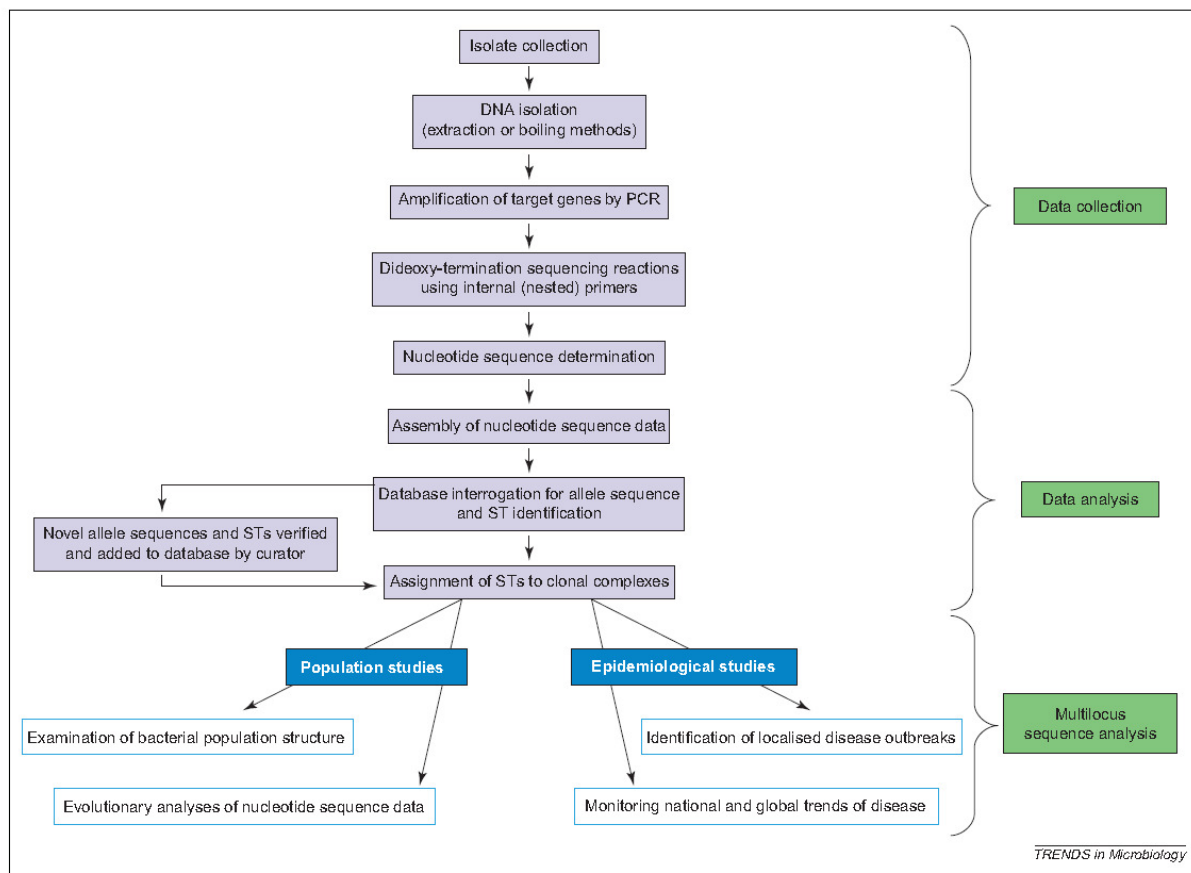 Isolate collection
DNA isolation
(extraction or boiling methods)
Amplification of target genes by PCR
Data collection
Dideoxy-termination sequencing reactions
using internal (nested) primers
Nucleotide sequence determination
Assembly of nucleotide sequence data
Database interrogation for allele sequence
and ST identification
Data analysis
Novel allele sequences and STs verified
and added to database by curator
Assignment of STs to clonal complexes
Population studies
Epidemiological studies
Multilocus
sequence analysis
Examination of bacterial population structure
Identification of localised disease outbreaks
Evolutionary analyses of nucleotide sequence data
Monitoring national and global trends of disease
TRENDS in Microbiology